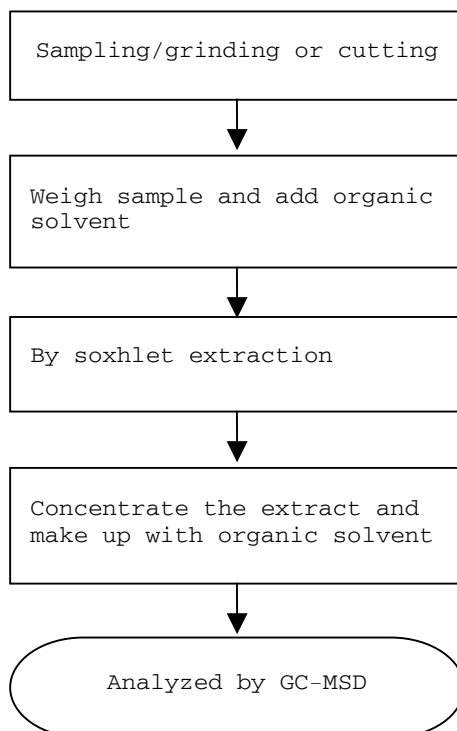 Sampling/grinding or cutting
Weigh sample and add organic
solvent
By soxhlet extraction
Concentrate the extract and
make up with organic solvent
Analyzed by GC-MSD